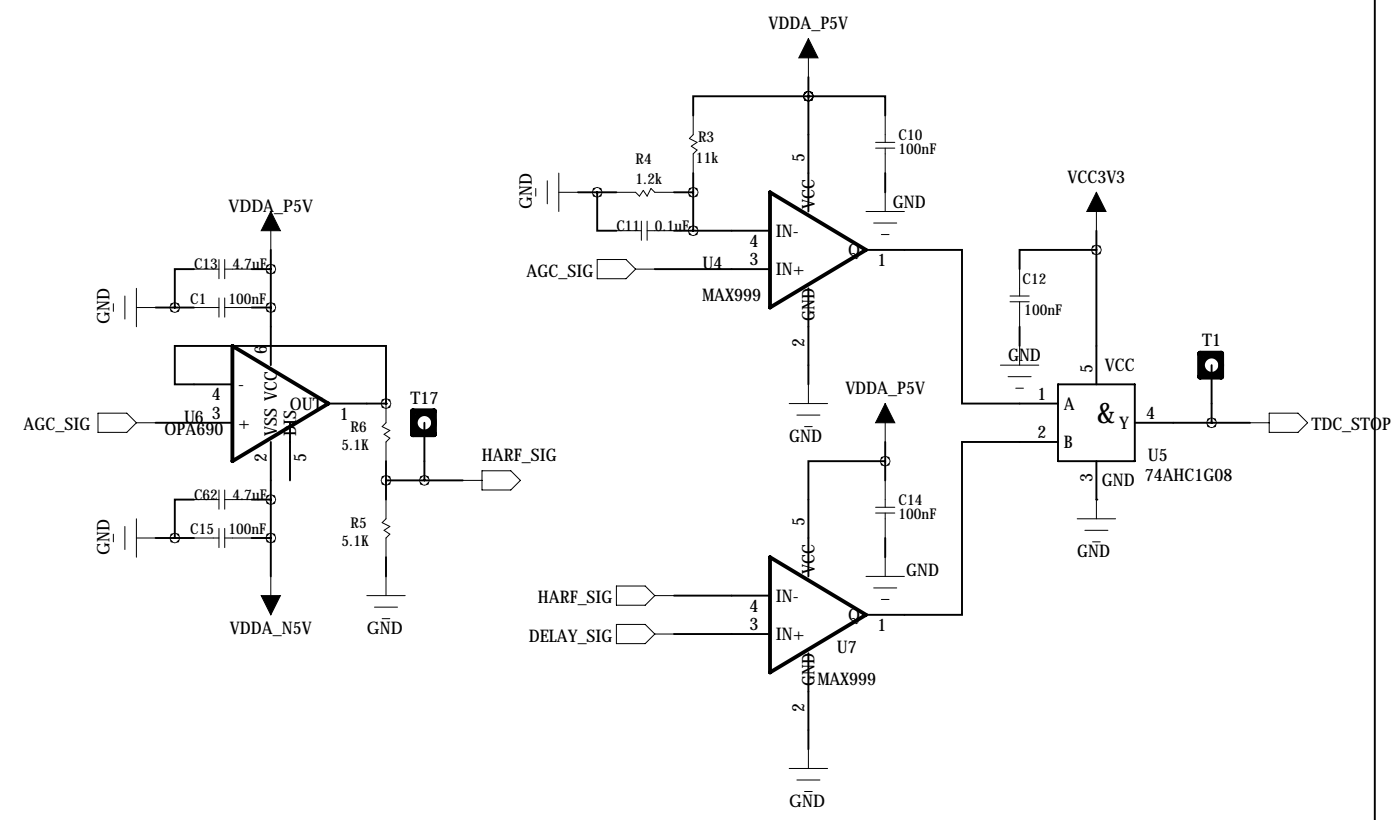 VDDA_P5V
C13 4.7uF
C1 100nF
GND
6
VCC
-
4
AGC_SIG
U6 3
OPA690
+
VSS
DIS
OUT
1
2
5
R6
5.1K
T17
HARF_SIG
C62 4.7uF
C15 100nF
GND
R5
5.1K
VDDA_N5V
GND
VDDA_P5V
R3
11k
R4
1.2k
GND
C11 0.1uF
5
VCC
C10
100nF
GND
IN-
4
AGC_SIG
U4 3
IN+
MAX999
Q
1
GND
2
GND
VCC3V3
C12
100nF
GND
5
VCC
T1
1
A
2
B
&
Y
4
TDC_STOP
U5
74AHC1G08
3
GND
GND
VDDA_P5V
5
VCC
C14
100nF
GND
HARF_SIG
4
IN-
DELAY_SIG
3
IN+
Q
1
U7
MAX999
GND
2
GND